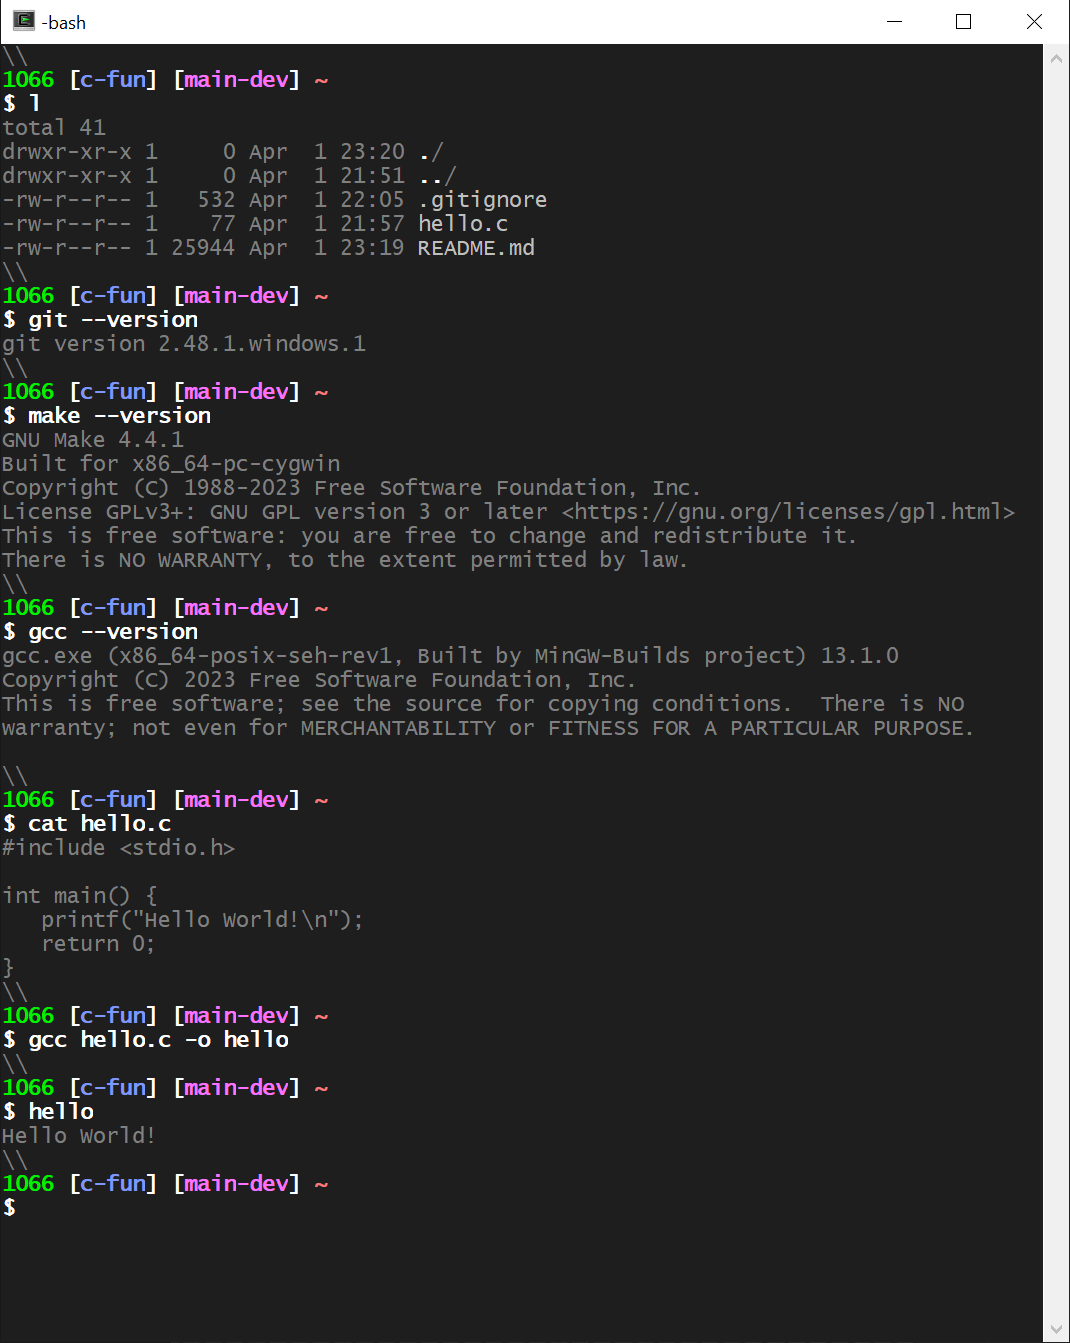 -bash
\\
1066 [c-fun] [main-dev] ~
$ l
total 41
drwxr-xr-x 1     0 Apr  1 23:20 ./
drwxr-xr-x 1     0 Apr  1 21:51 ../
-rw-r--r-- 1   532 Apr  1 22:05 .gitignore
-rw-r--r-- 1    77 Apr  1 21:57 hello.c
-rw-r--r-- 1 25944 Apr  1 23:19 README.md
\\
1066 [c-fun] [main-dev] ~
$ git --version
git version 2.48.1.windows.1
\\
1066 [c-fun] [main-dev] ~
$ make --version
GNU Make 4.4.1
Built for x86_64-pc-cygwin
Copyright (C) 1988-2023 Free Software Foundation, Inc.
License GPLv3+: GNU GPL version 3 or later <https://gnu.org/licenses/gpl.html>
This is free software: you are free to change and redistribute it.
There is NO WARRANTY, to the extent permitted by law.
\\
1066 [c-fun] [main-dev] ~
$ gcc --version
gcc.exe (x86_64-posix-seh-rev1, Built by MinGW-Builds project) 13.1.0
Copyright (C) 2023 Free Software Foundation, Inc.
This is free software; see the source for copying conditions.  There is NO
warranty; not even for MERCHANTABILITY or FITNESS FOR A PARTICULAR PURPOSE.

\\
1066 [c-fun] [main-dev] ~
$ cat hello.c
#include <stdio.h>

int main() {
   printf("Hello World!\n");
   return 0;
}
\\
1066 [c-fun] [main-dev] ~
$ gcc hello.c -o hello
\\
1066 [c-fun] [main-dev] ~
$ hello
Hello World!
\\
1066 [c-fun] [main-dev] ~
$